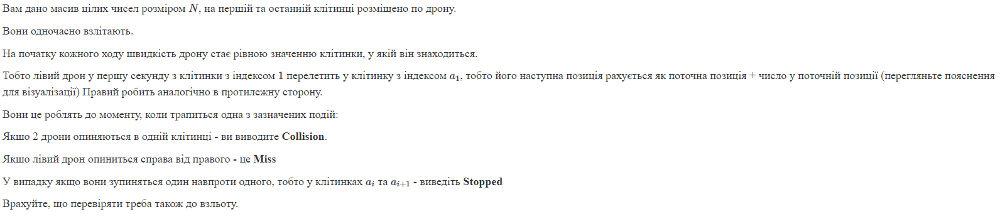 Вам дано масив цілих чисел розміром N, на першій та останній клітинці розміщено по дрону.
Вони одночасно взлітають.
На початку кожного ходу швидкість дрону стає рівною значенню клітинки, у якій він знаходиться.
Тобто лівий дрон у першу секунду з клітинки з індексом 1 перелетить у клітинку з індексом a₁, тобто його наступна позиція рахується як поточна позиція + число у поточній позиції (перегляньте пояснення
для візуалізації) Правий робить аналогічно в протилежну сторону.
Вони це роблять до моменту, коли трапиться одна з зазначених подій:
Якшо 2 дрони опиняються в одній клітинці - ви виводите Collision.
Якщо лівий дрон опиниться справа від правого - це Miss
У випадку якщо вони зупиняться один навпроти одного, тобто у клітинках aᵢ та aᵢ₊₁ - виведіть Stopped
Врахуйте, що перевіряти треба також до взльоту.